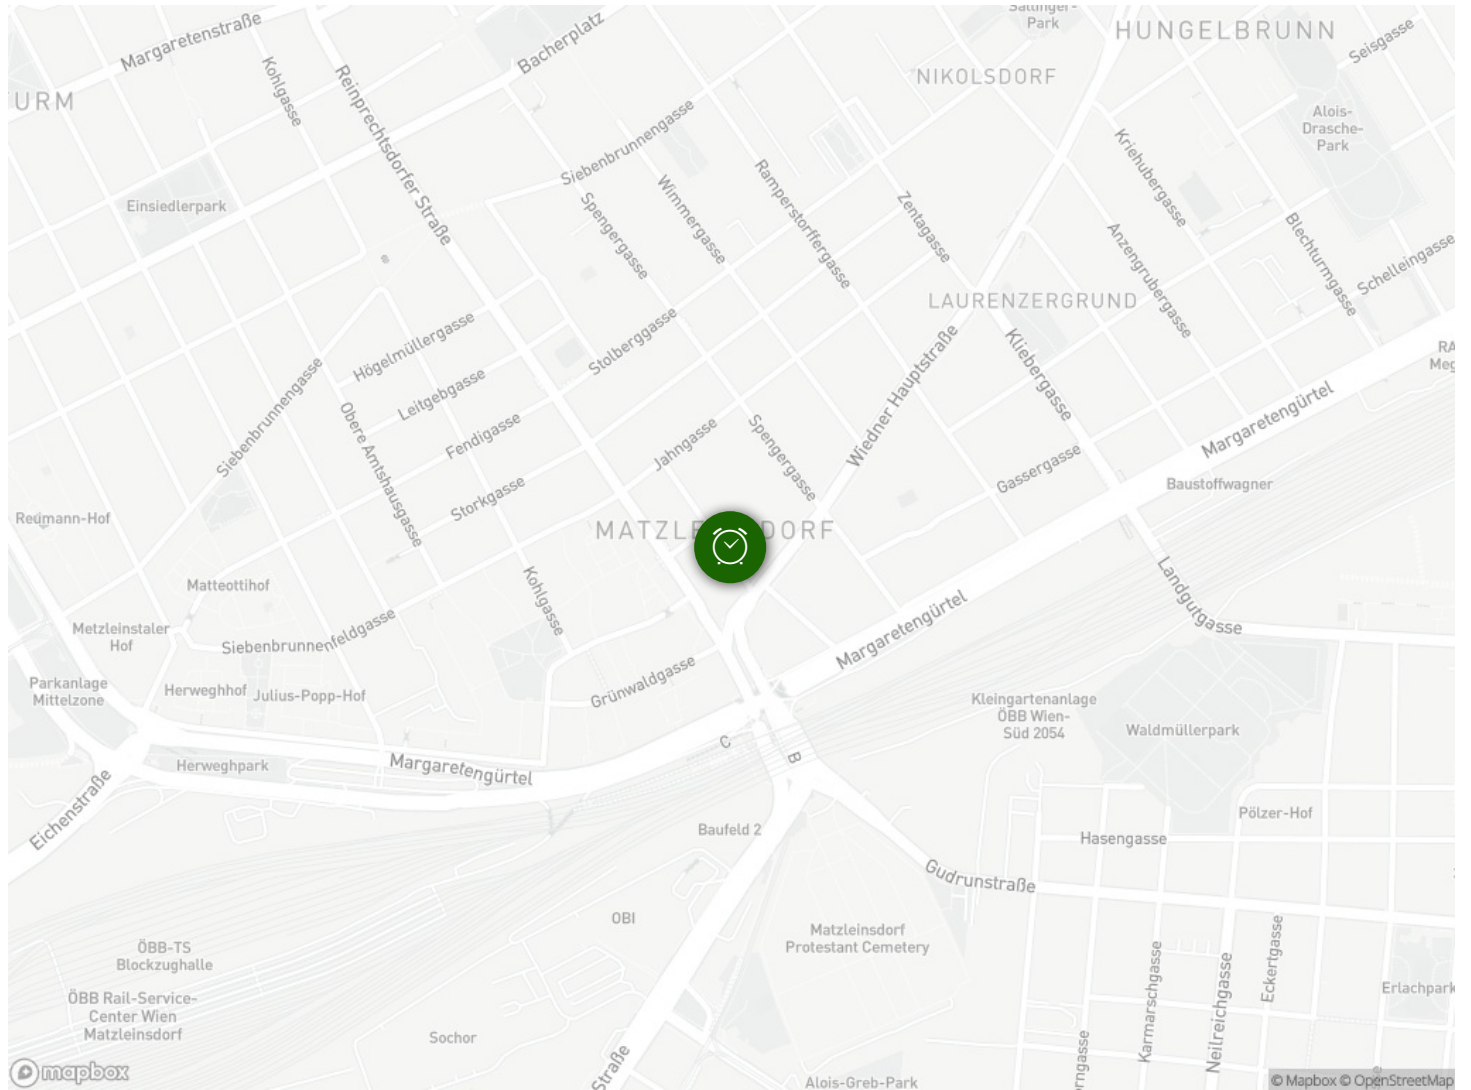 Margaretenstraße
Bacherplatz
Sallinger-
Park
HUNGELBRUNN
Seisgasse
Kohlgasse
Reinprechtsdorfer Straße
NIKOLSDORF
URM
Alois-
Drasche-
Park
Siebenbrunnengasse
Kriehubergasse
Einsiedlerpark
Spengergasse
Wimmergasse
Ramperstorffergasse
Zentagasse
Anzengrubergasse
Blechturmgasse
Schelleingasse
LAURENZERGRUND
Högelmüllergasse
Stolberggasse
Leitgebgasse
Siebenbrunnengasse
Obere Amtshausgasse
Fendigasse
Jahngasse
Spengergasse
Wiedner Hauptstraße
Kliebergasse
RA
Meg
Margaretengürtel
Storkgasse
Gassergasse
Baustoffwagner
Reumann-Hof
MATZLE
DORF
Matteottihof
Kohlgasse
Landgutgasse
Metzleinstaler
Hof
Siebenbrunnenfeldgasse
Margaretengürtel
Parkanlage
Mittelzone
Herweghhof
Julius-Popp-Hof
Grünwaldgasse
Kleingartenanlage
ÖBB Wien-
Süd 2054
Waldmüllerpark
Herweghpark
Margaretengürtel
C
B
Eichenstraße
Baufeld 2
Pölzer-Hof
Hasengasse
Gudrunstraße
OBI
Matzleinsdorf
Protestant Cemetery
ÖBB-TS
Blockzughalle
Karmarschgasse
Neilreichgasse
Eckertgasse
Erlachpark
ÖBB Rail-Service-
Center Wien
Matzleinsdorf
Sochor
Straße
orngasse
Alois-Greb-Park
mapbox
© Mapbox © OpenStreetMap